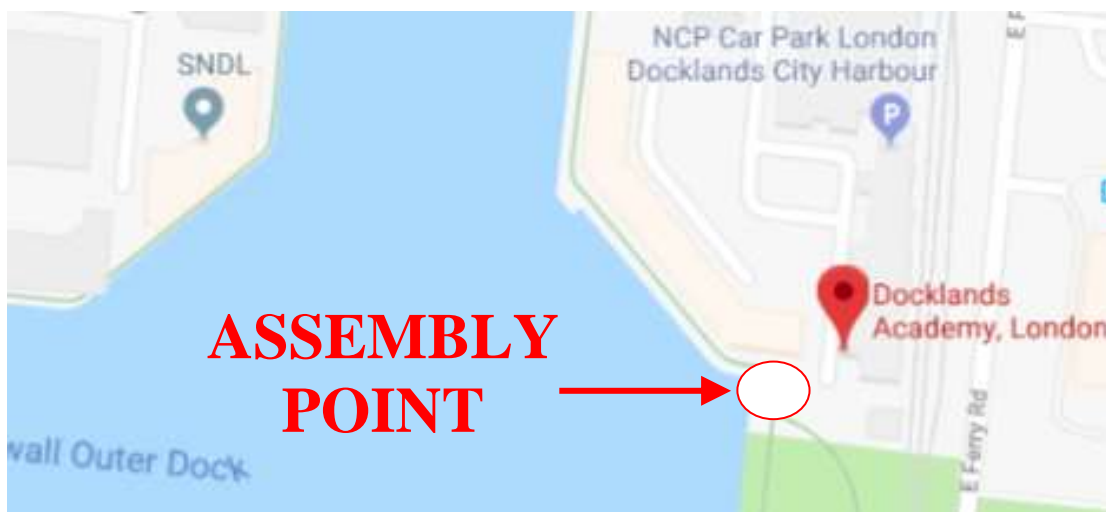 NCP Car Park London
Docklands City Harbour
SNDL
P
Docklands
Academy, London
ASSEMBLY
POINT
E Ferry Rd
wall Outer Dock